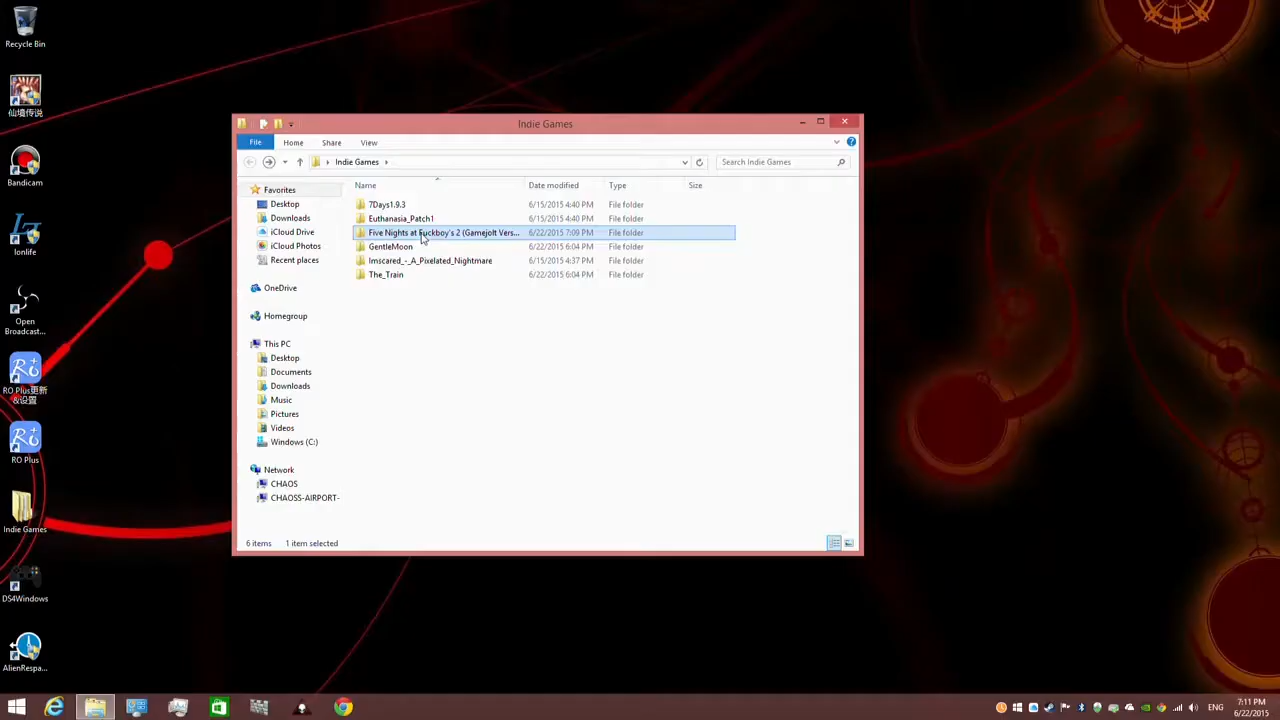 Recycle Bin
仙境传说
Bandicam
Ionlife
Open
Broadcast...
RO Plus更新
&设置
RO Plus
Indie Games
DS4Windows
AlienRespa...
Indie Games
File Home Share View
Indie Games
Search Indie Games
Name Date modified Type Size
Favorites
Desktop
Downloads
iCloud Drive
iCloud Photos
Recent places
OneDrive
Homegroup
This PC
Desktop
Documents
Downloads
Music
Pictures
Videos
Windows (C:)
Network
CHAOS
CHAOSS-AIRPORT-
7Days1.9.3 6/15/2015 4:40 PM File folder
Euthanasia_Patch1 6/15/2015 4:40 PM File folder
Five Nights at Fuckboy's 2 (Gamejolt Vers... 6/22/2015 7:09 PM File folder
GentleMoon 6/22/2015 6:04 PM File folder
Imscared_-_A_Pixelated_Nightmare 6/15/2015 4:37 PM File folder
The_Train 6/22/2015 6:04 PM File folder
6 items 1 item selected
ENG
7:11 PM
6/22/2015